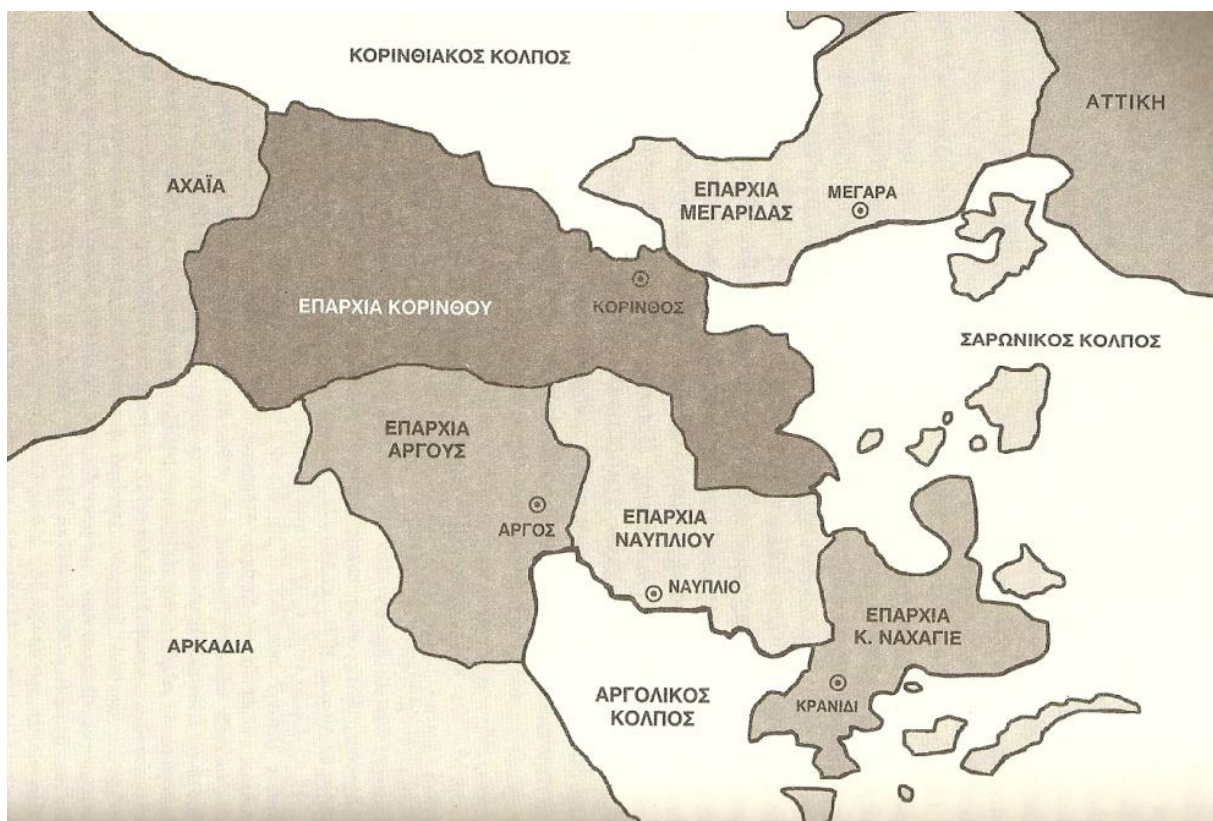 ΚΟΡΙΝΘΙΑΚΟΣ ΚΟΛΠΟΣ
ΑΤΤΙΚΗ
ΑΧΑΪΑ
ΕΠΑΡΧΙΑ
ΜΕΓΑΡΙΔΑΣ
ΜΕΓΑΡΑ
ΕΠΑΡΧΙΑ ΚΟΡΙΝΘΟΥ
ΚΟΡΙΝΘΟΣ
ΣΑΡΩΝΙΚΟΣ ΚΟΛΠΟΣ
ΕΠΑΡΧΙΑ
ΑΡΓΟΥΣ
ΑΡΓΟΣ
ΕΠΑΡΧΙΑ
ΝΑΥΠΛΙΟΥ
ΝΑΥΠΛΙΟ
ΕΠΑΡΧΙΑ
Κ. ΝΑΧΑΓΙΕ
ΑΡΚΑΔΙΑ
ΑΡΓΟΛΙΚΟΣ
ΚΟΛΠΟΣ
ΚΡΑΝΙΔΙ